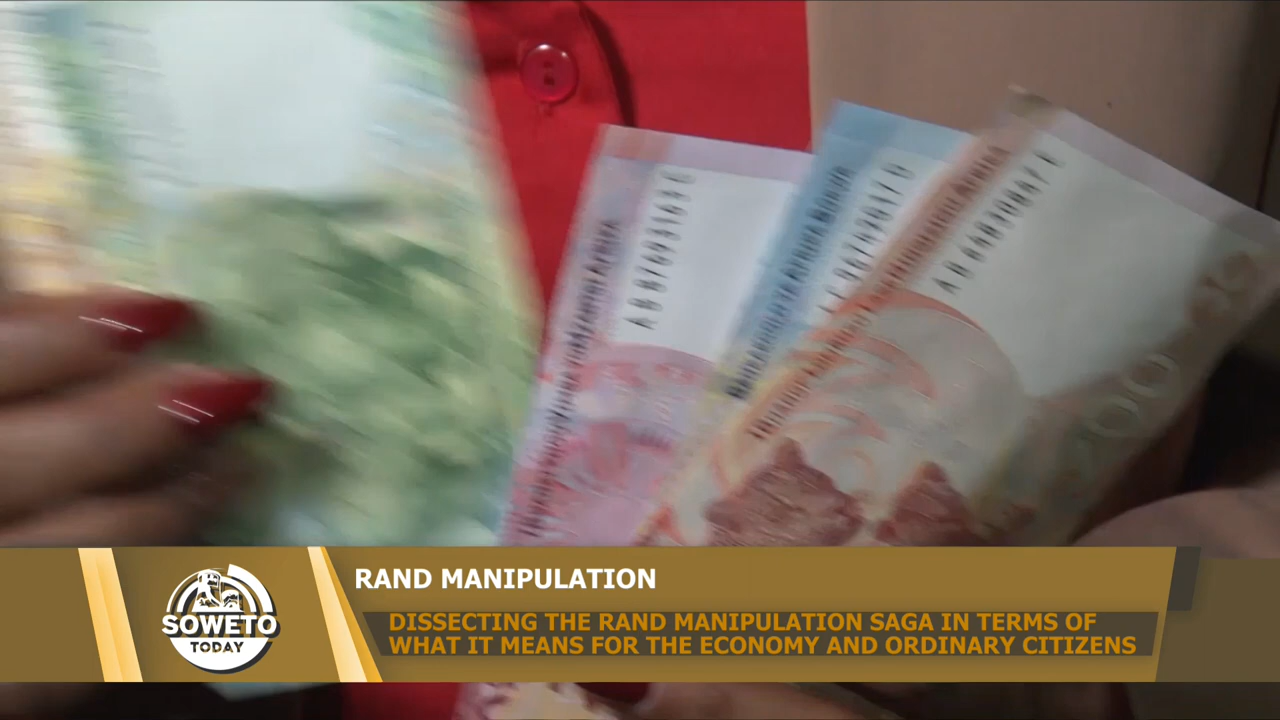 RAND MANIPULATION
DISSECTING THE RAND MANIPULATION SAGA IN TERMS OF
WHAT IT MEANS FOR THE ECONOMY AND ORDINARY CITIZENS
SOWETO
TODAY